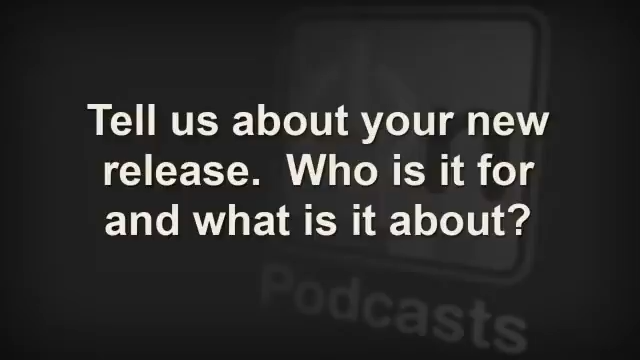 Tell us about your new
release.  Who is it for
and what is it about?
Podcasts